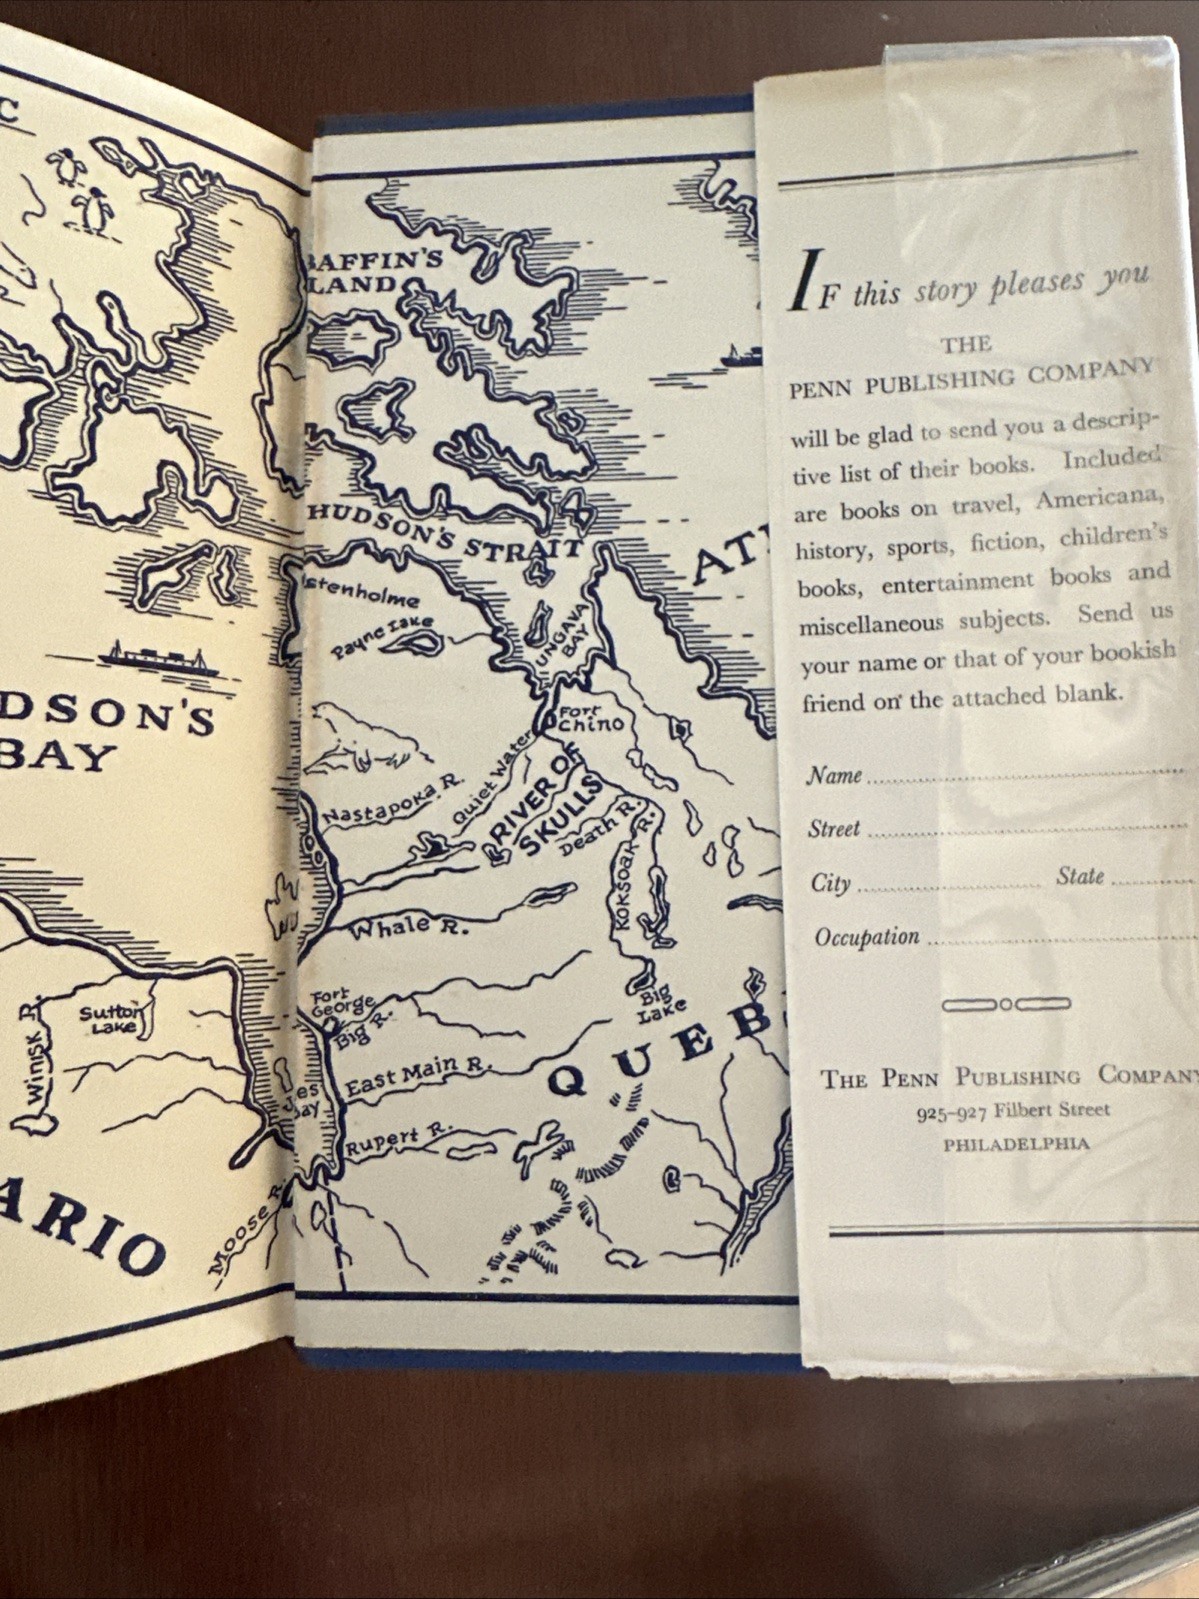 C
DSON'S
BAY
Winisk R.
Sutton
Lake
ARIO
Moose R.
BAFFIN'S
LAND
HUDSON'S STRAIT
stenholme
Payne Lake
UNGAVA
BAY
ATL
Fort
Chino
Nastapoka R.
Quiet Water
RIVER OF
SKULLS
Death R.
Koksoak R.
Whale R.
Fort
George
Big R.
Big
Lake
QUEB
East Main R.
mes
Bay
Rupert R.
IF this story pleases you
THE
PENN PUBLISHING COMPANY
will be glad to send you a descrip-
tive list of their books. Included
are books on travel, Americana,
history, sports, fiction, children's
books, entertainment books and
miscellaneous subjects. Send us
your name or that of your bookish
friend on the attached blank.
Name
Street
City State
Occupation
THE PENN PUBLISHING COMPANY
925-927 Filbert Street
PHILADELPHIA